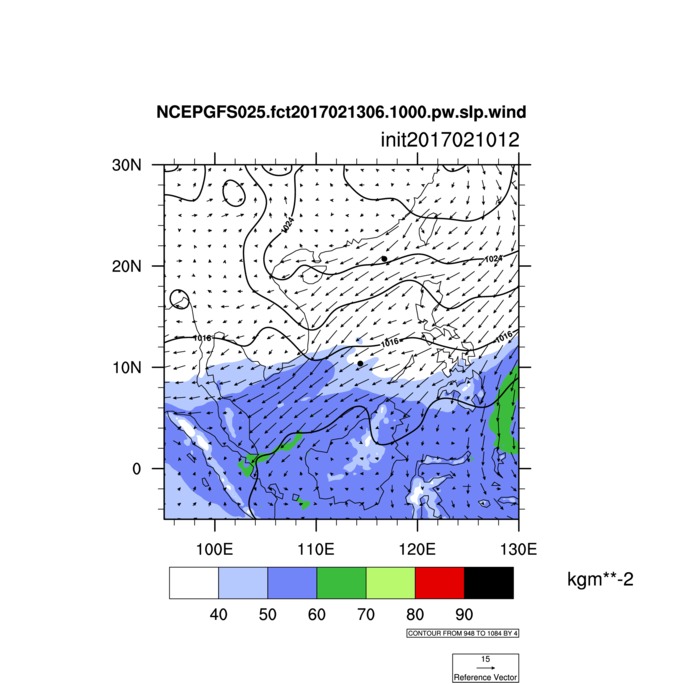 NCEPGFS025.fct2017021306.1000.pw.slp.wind
init2017021012
30N
1024
20N
1024
1016
1016
1016
10N
0
100E 110E 120E 130E
kgm**-2
40 50 60 70 80 90
CONTOUR FROM 948 TO 1084 BY 4
15
Reference Vector